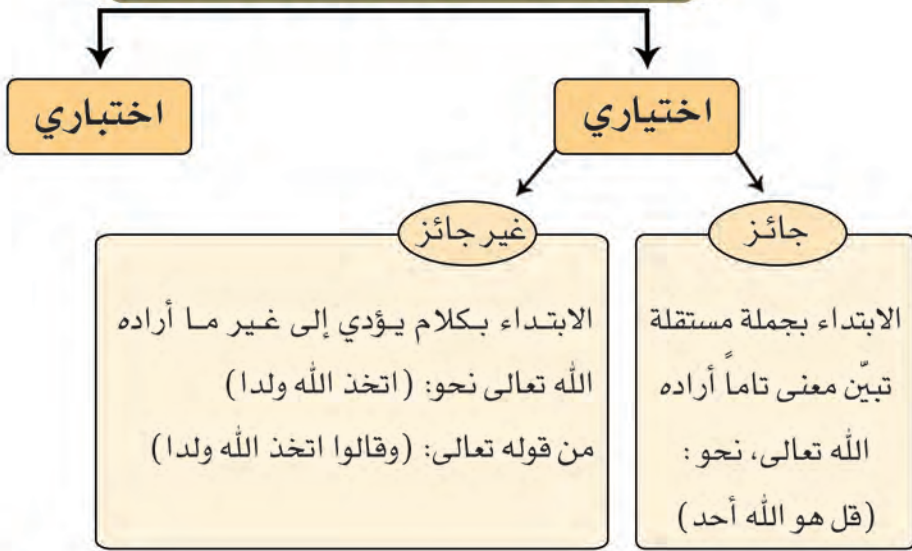 اختياري
اختباري
جائز
الابتداء بجملة مستقلة
تبيّن معنى تاماً أراده
الله تعالى، نحو :
(قل هو الله أحد)
غير جائز
الابتداء بكلام يؤدي إلى غير ما أراده
الله تعالى نحو: (اتخذ الله ولدا)
من قوله تعالى: (وقالوا اتخذ الله ولدا)